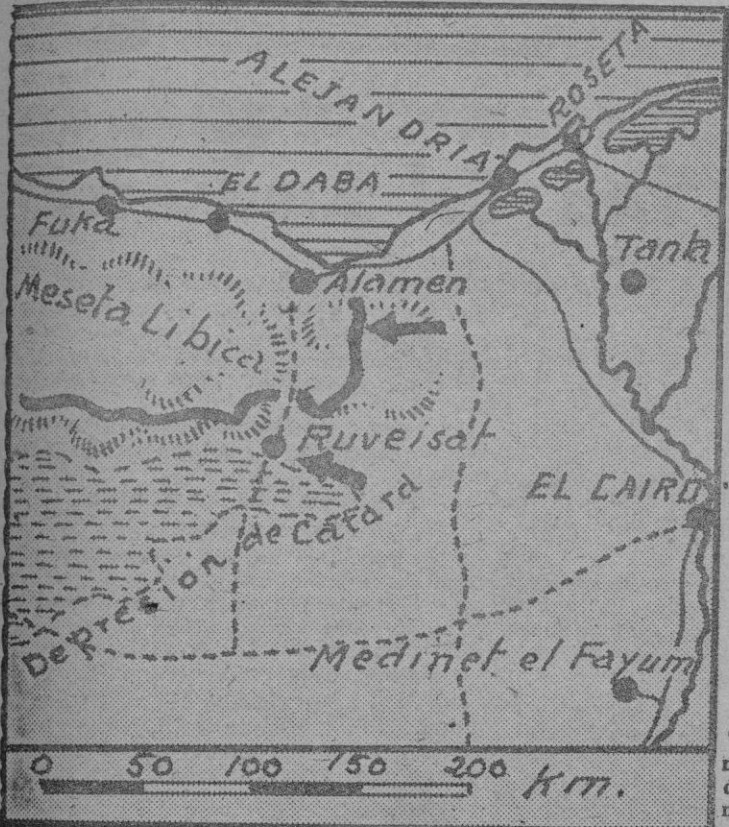 ALEJANDRIA
ROSETA
EL DABA
Fuka
Tanta
Alamen
Meseta Libica
Ruveisat
EL CAIRO
Depresion de Catara
Medinet el Fayum
0 50 100 150 200 km.